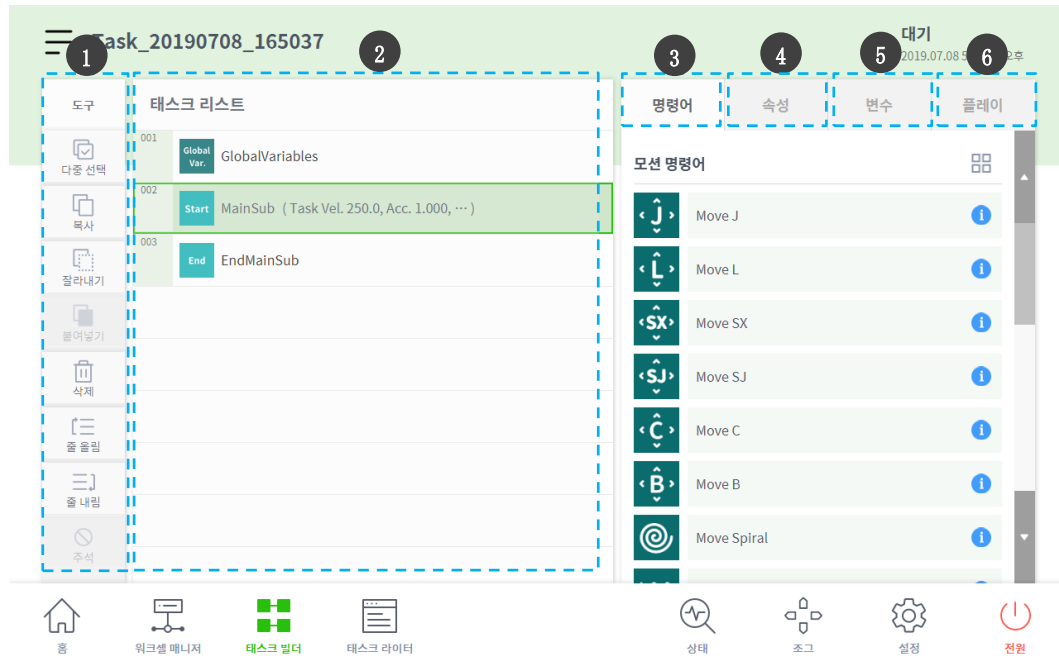 Task_20190708_165037
대기
2019.07.08 5
오후
1
2
3
4
5
6
도구
다중 선택
복사
잘라내기
붙여넣기
삭제
줄 올림
줄 내림
주석
태스크 리스트
001
Global Var.
GlobalVariables
002
Start
MainSub ( Task Vel. 250.0, Acc. 1.000, ··· )
003
End
EndMainSub
명령어
속성
변수
플레이
모션 명령어
J
Move J
i
L
Move L
i
SX
Move SX
i
SJ
Move SJ
i
C
Move C
i
B
Move B
i
Move Spiral
i
홈
워크셀 매니저
태스크 빌더
태스크 라이터
상태
조그
설정
전원